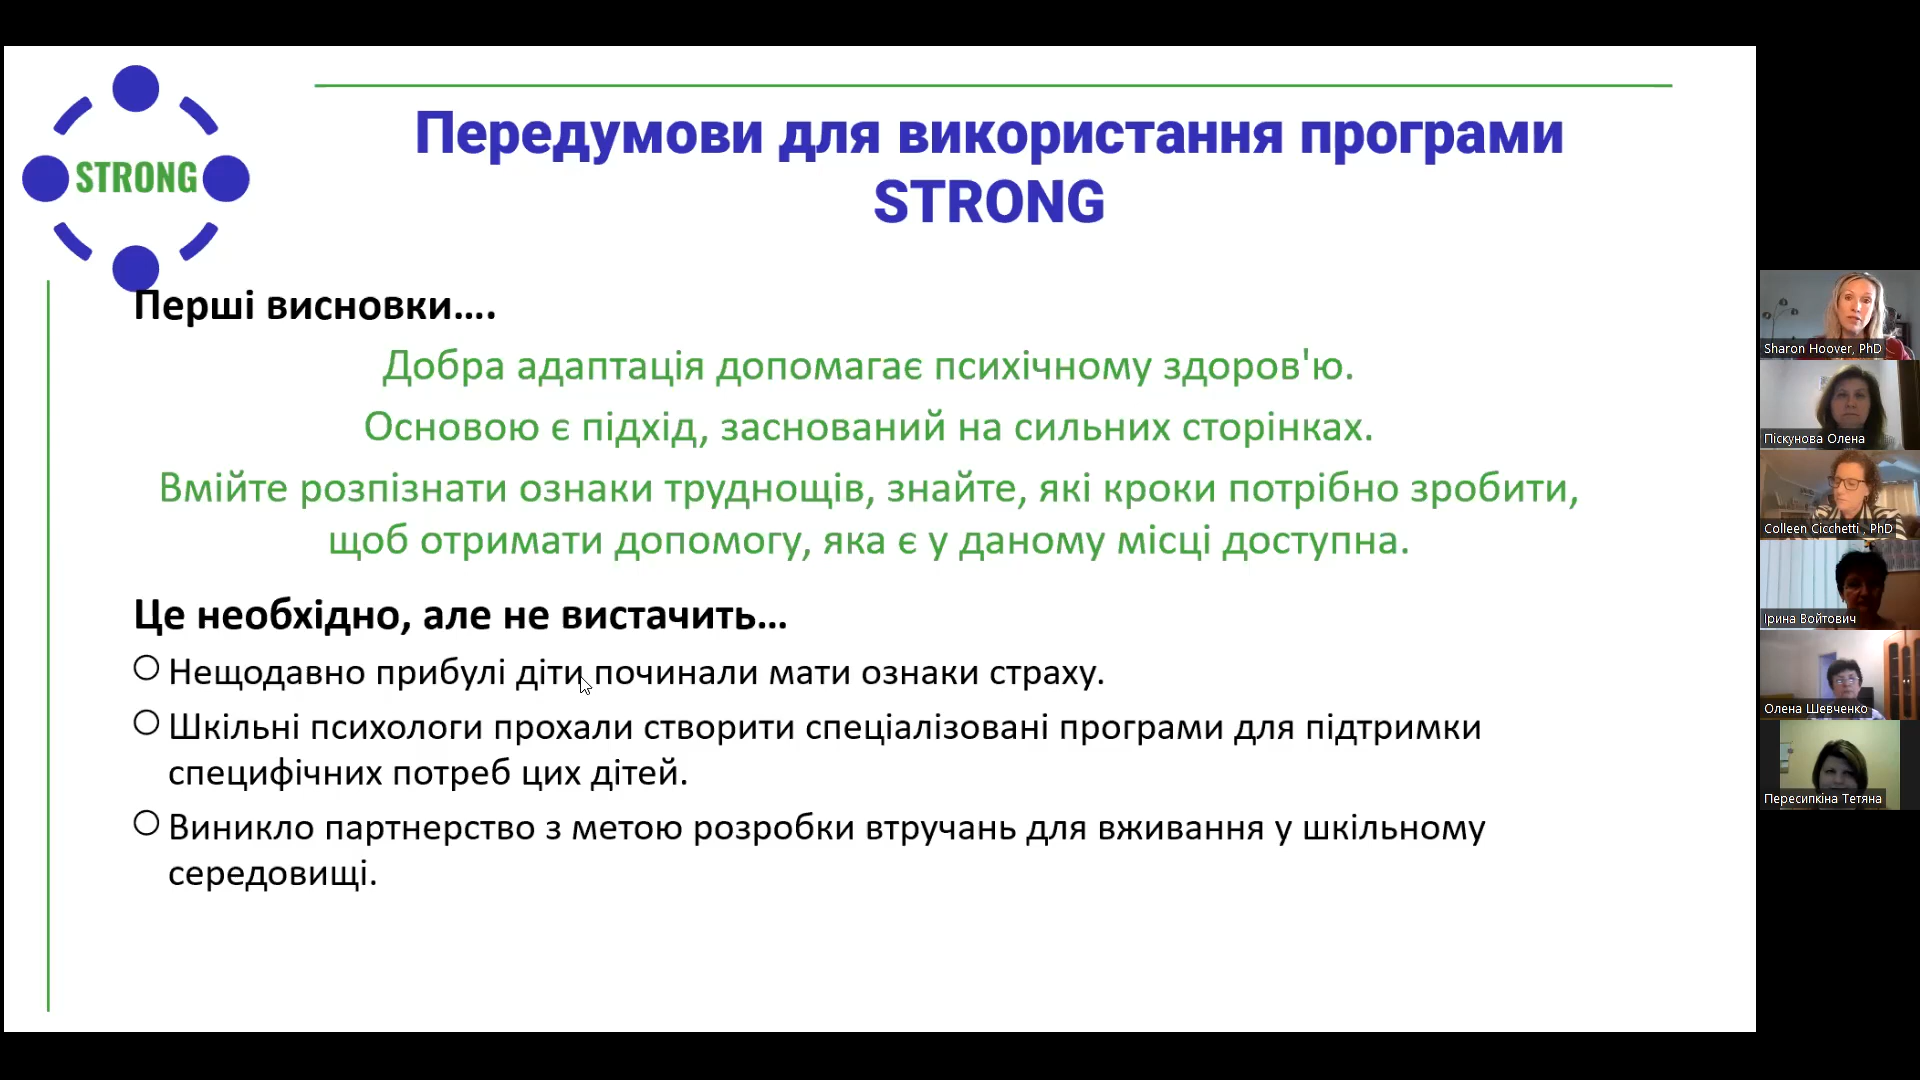 STRONG
Передумови для використання програми
STRONG
Перші висновки....
Добра адаптація допомагає психічному здоров'ю.
Основою є підхід, заснований на сильних сторінках.
Вмійте розпізнати ознаки труднощів, знайте, які кроки потрібно зробити,
щоб отримати допомогу, яка є у даному місці доступна.
Це необхідно, але не вистачить...
Нещодавно прибулі діти починали мати ознаки страху.
Шкільні психологи прохали створити спеціалізовані програми для підтримки
специфічних потреб цих дітей.
Виникло партнерство з метою розробки втручань для вживання у шкільному
середовищі.
Sharon Hoover, PhD
Піскунова Олена
Colleen Cicchetti , PhD
Ірина Войтович
Олена Шевченко
Пересипкіна Тетяна